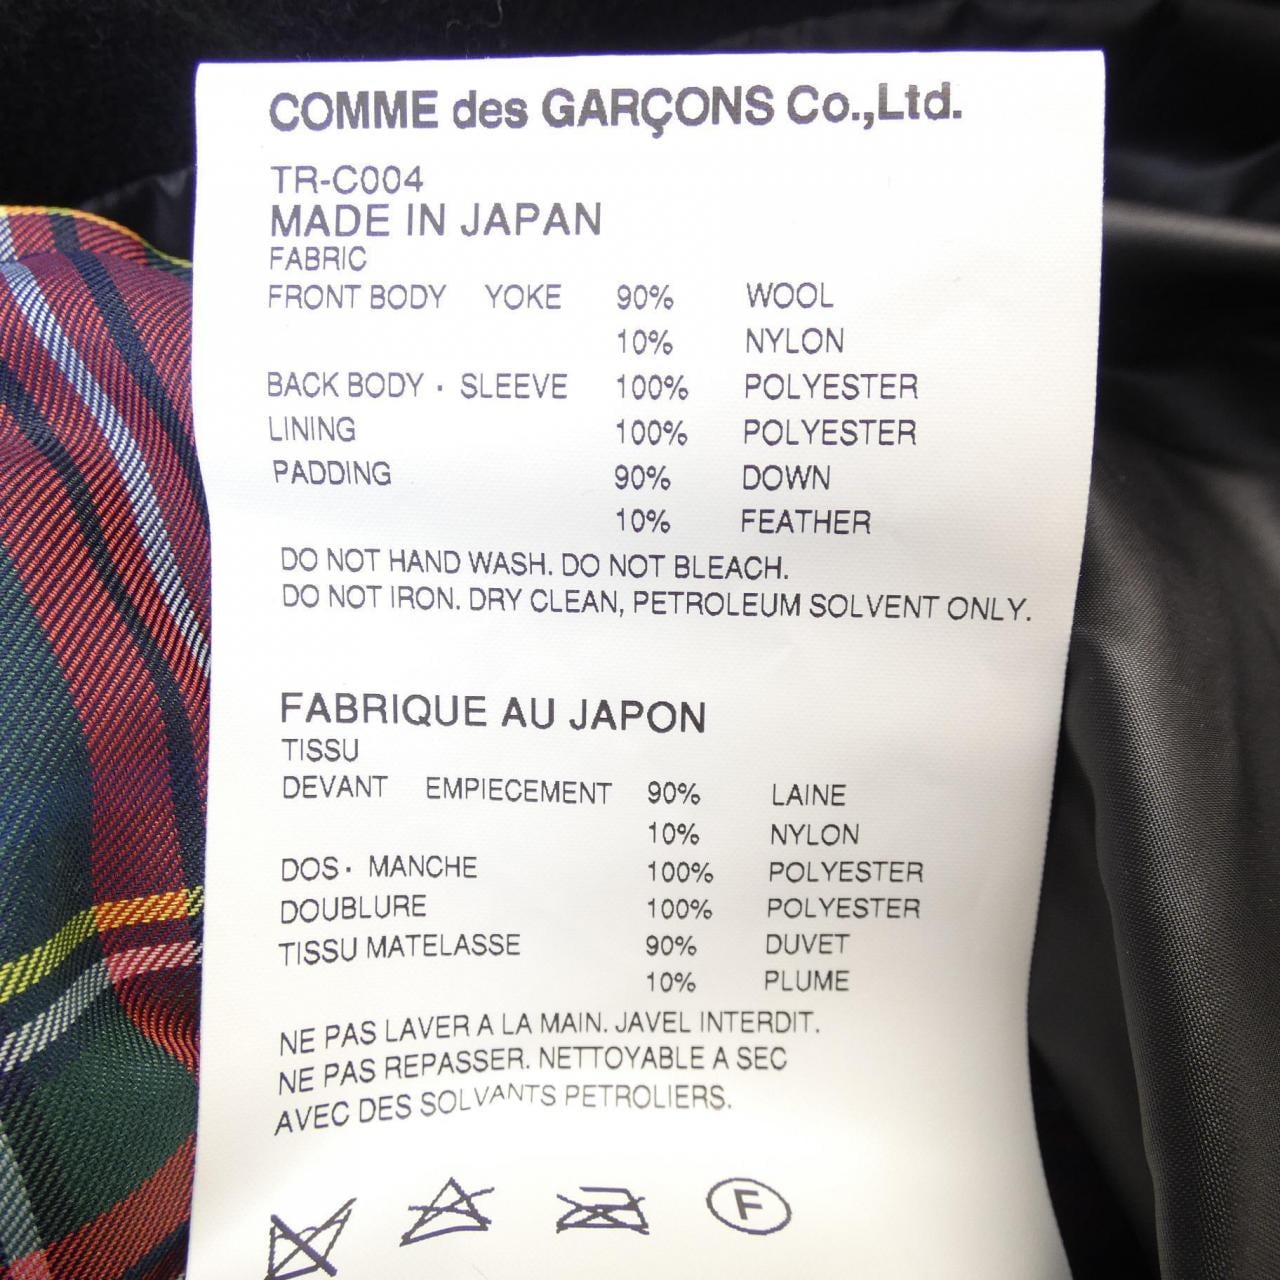 COMME des GARÇONS Co.,Ltd.
TR-C004
MADE IN JAPAN
FABRIC
FRONT BODY YOKE 90% WOOL
10% NYLON
BACK BODY · SLEEVE 100% POLYESTER
LINING 100% POLYESTER
PADDING 90% DOWN
10% FEATHER
DO NOT HAND WASH. DO NOT BLEACH.
DO NOT IRON. DRY CLEAN, PETROLEUM SOLVENT ONLY.
FABRIQUE AU JAPON
TISSU
DEVANT EMPIECEMENT 90% LAINE
10% NYLON
DOS · MANCHE 100% POLYESTER
DOUBLURE 100% POLYESTER
TISSU MATELASSE 90% DUVET
10% PLUME
NE PAS LAVER A LA MAIN. JAVEL INTERDIT.
NE PAS REPASSER. NETTOYABLE A SEC
AVEC DES SOLVANTS PETROLIERS.
F